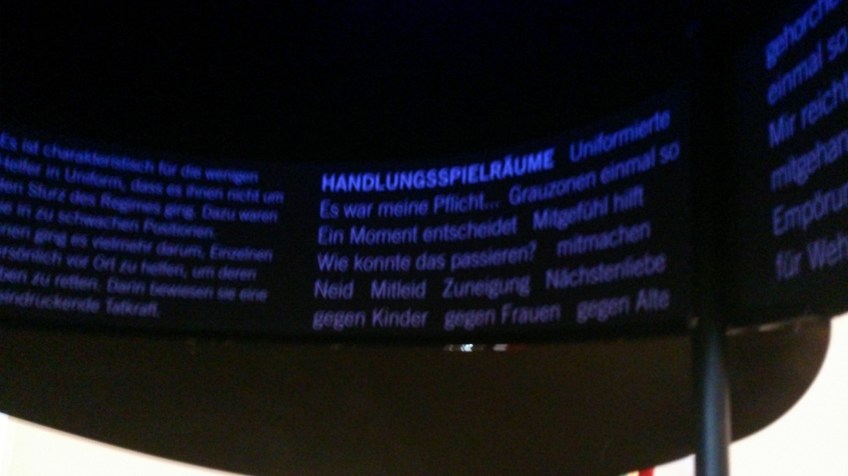 Es ist charakteristisch für die wenigen
Helfer in Uniform, dass es ihnen nicht um
den Sturz des Regimes ging. Dazu waren
sie in zu schwachen Positionen.
Ihnen ging es vielmehr darum, Einzelnen
persönlich vor Ort zu helfen, um deren
Leben zu retten. Darin bewiesen sie eine
beeindruckende Tatkraft.
HANDLUNGSSPIELRÄUME Uniformierte
Es war meine Pflicht... Grauzonen einmal so
Ein Moment entscheidet Mitgefühl hilft
Wie konnte das passieren? mitmachen
Neid Mitleid Zuneigung Nächstenliebe
gegen Kinder gegen Frauen gegen Alte
gehorche
einmal so
Mir reicht
mitgehan
Empöru
für Weh